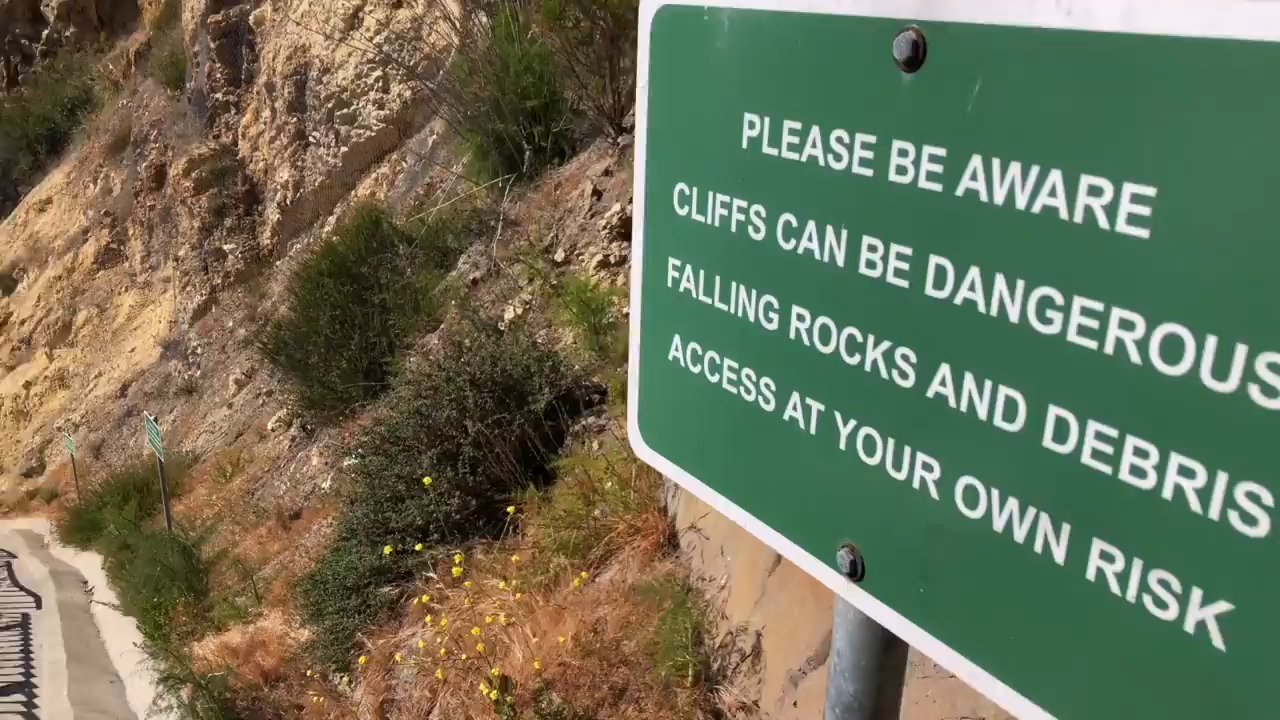 PLEASE BE AWARE
CLIFFS CAN BE DANGEROUS
FALLING ROCKS AND DEBRIS
ACCESS AT YOUR OWN RISK